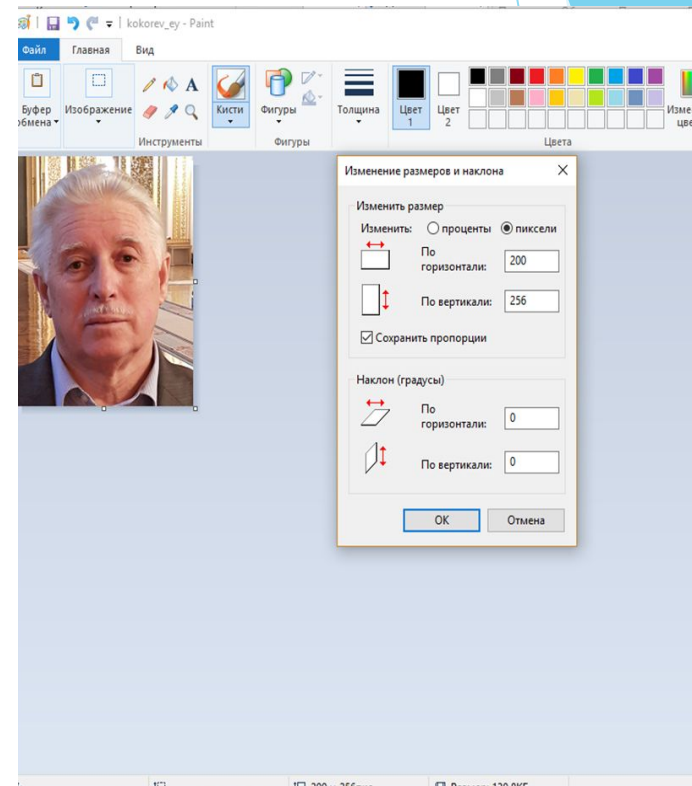 kokorev_ey - Paint
Файл Главная Вид
Буфер обмена
Изображение
Инструменты
Кисти
Фигуры
Фигуры
Толщина
Цвет 1
Цвет 2
Цвета
Изменение размеров и наклона
Изменить размер
Изменить: проценты пиксели
По
горизонтали: 200
По вертикали: 256
Сохранить пропорции
Наклон (градусы)
По
горизонтали: 0
По вертикали: 0
ОК Отмена